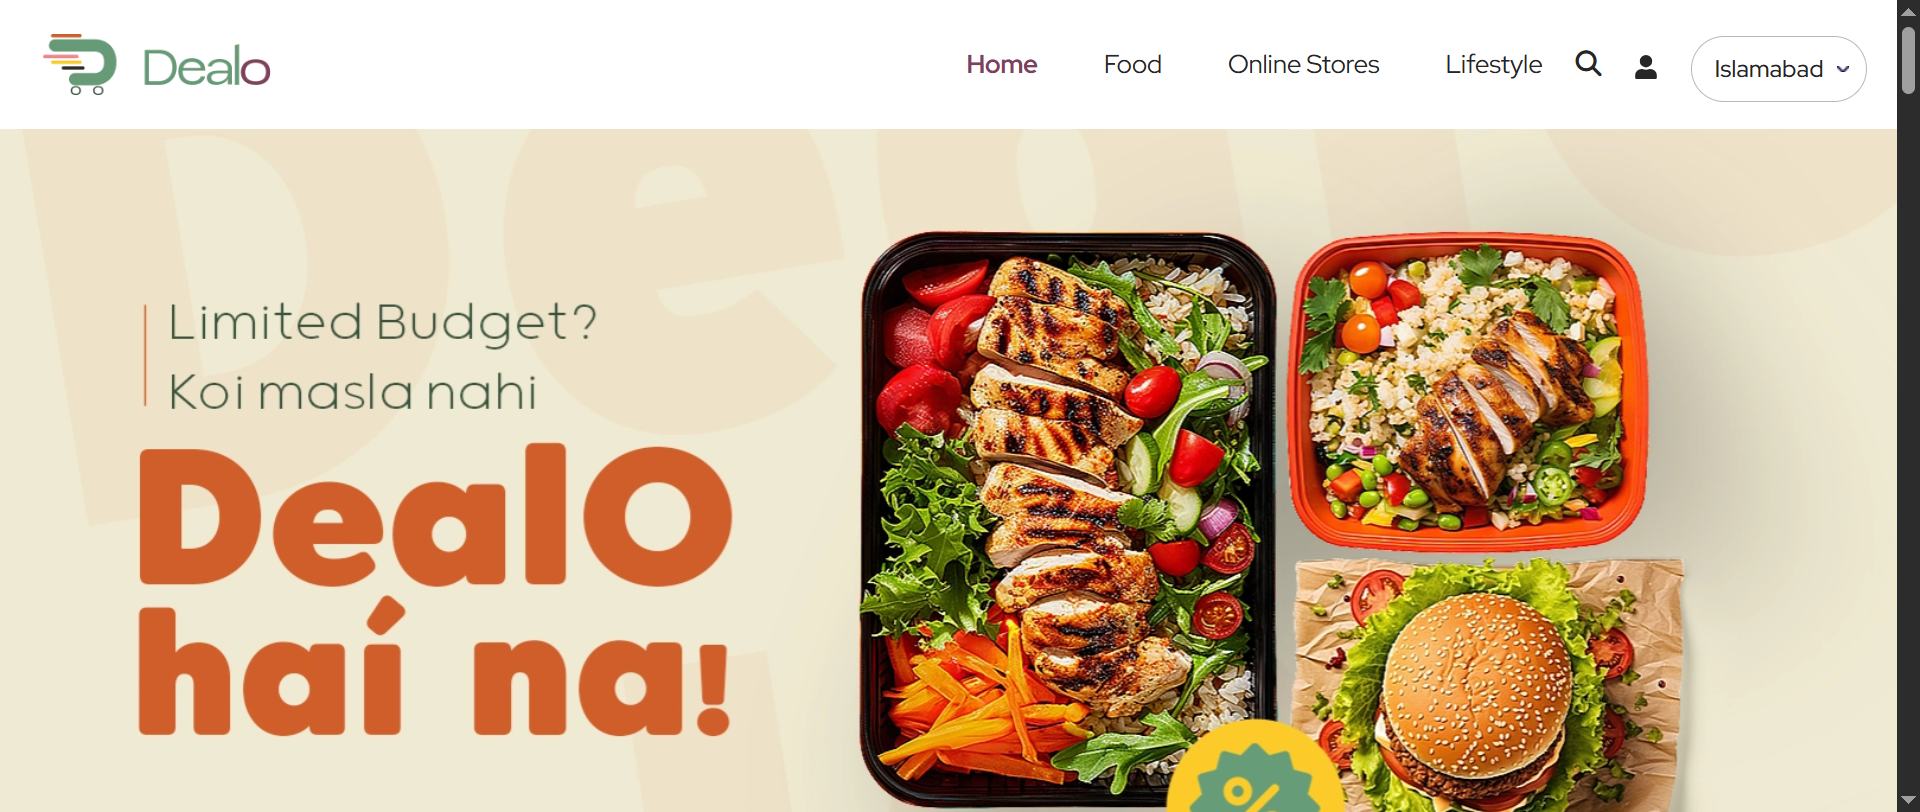 Dealo
Home
Food
Online Stores
Lifestyle
Islamabad
Limited Budget?
Koi masla nahi
DealO
haí na!
%